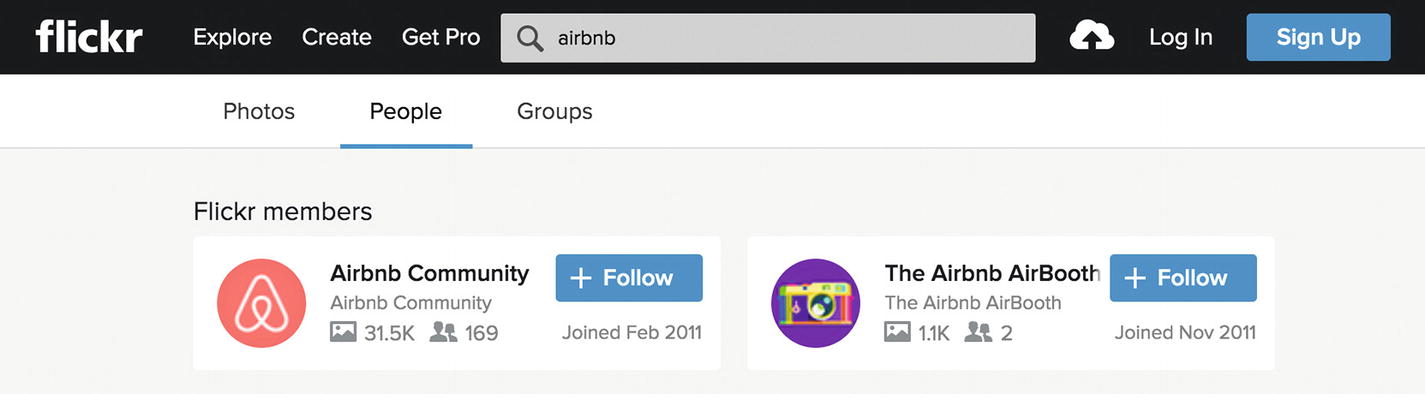 flickr Explore Create Get Pro airbnb Log In Sign Up
Photos People Groups
Flickr members
Airbnb Community
Airbnb Community
31.5K 169
+ Follow
Joined Feb 2011
The Airbnb AirBooth
The Airbnb AirBooth
1.1K 2
+ Follow
Joined Nov 2011